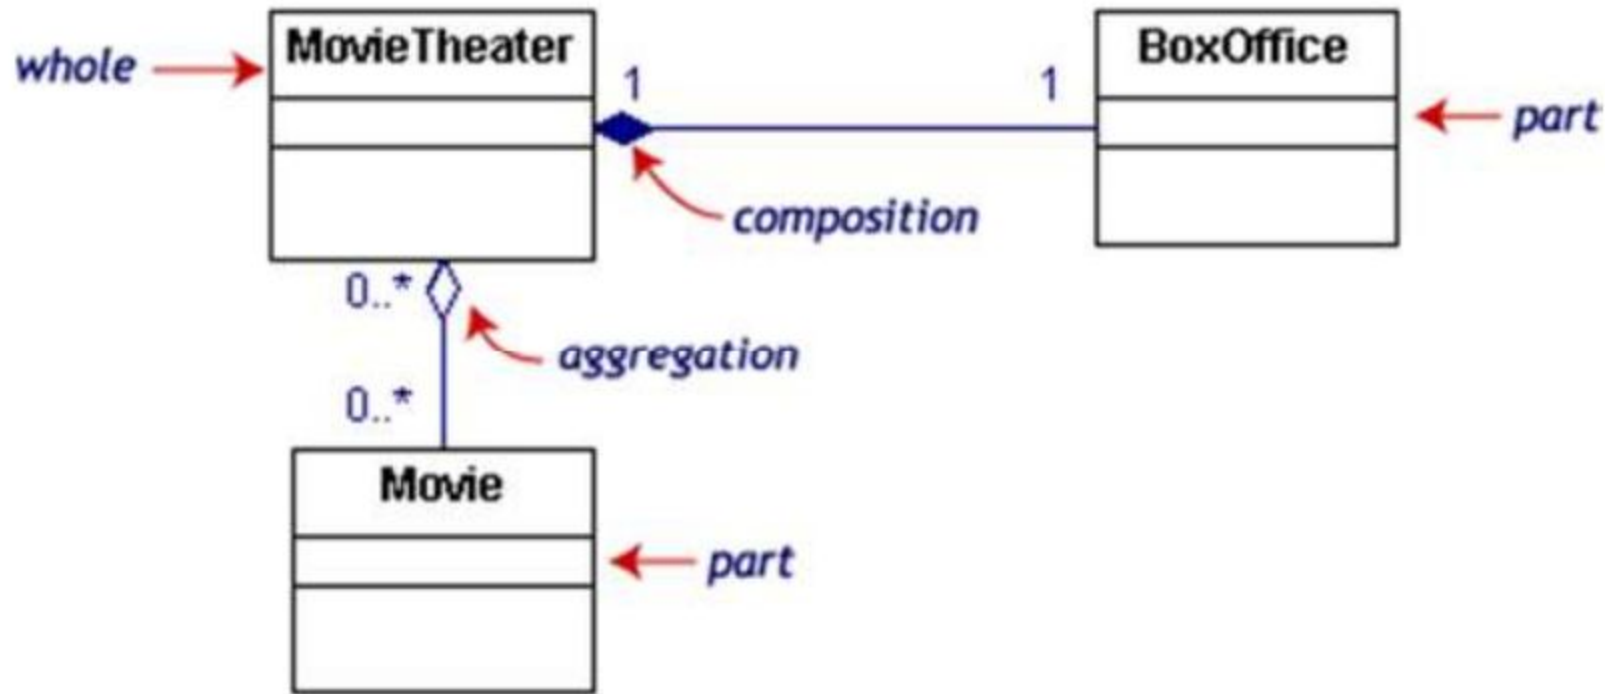 MovieTheater
BoxOffice
whole
1
1
part
composition
0..*
aggregation
0..*
Movie
part